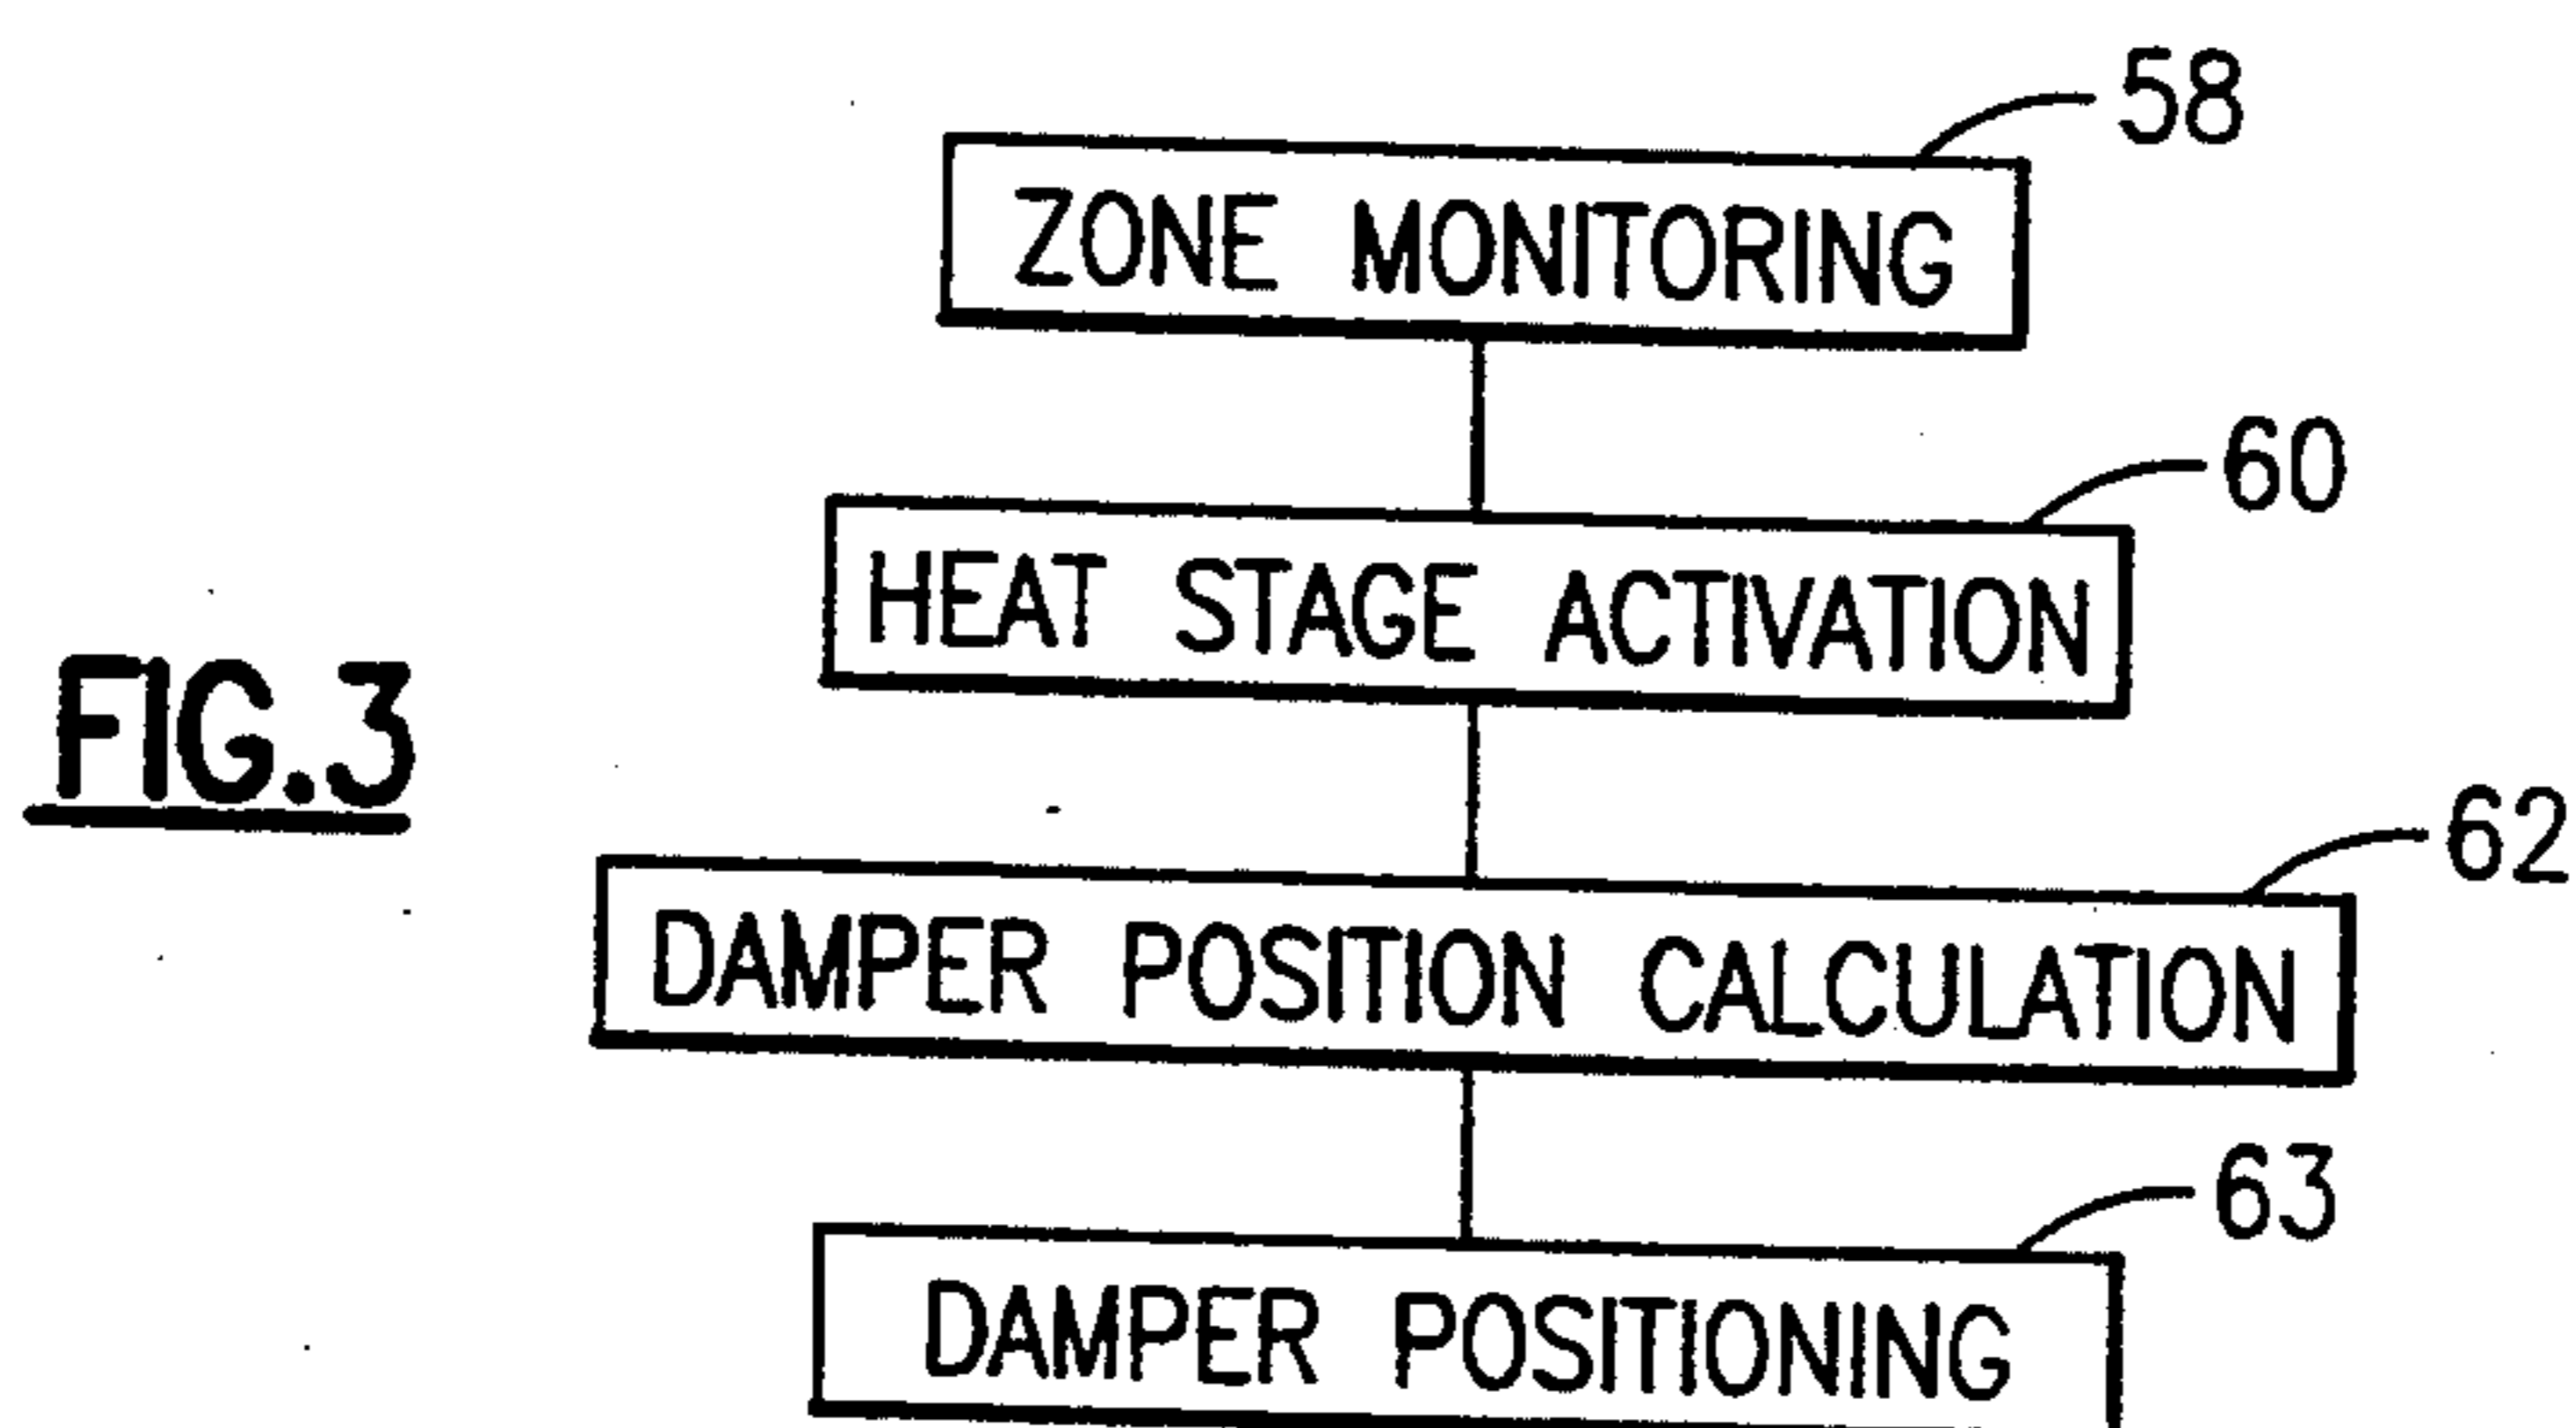 58
ZONE MONITORING
60
HEAT STAGE ACTIVATION
FIG.3
62
DAMPER POSITION CALCULATION
63
DAMPER POSITIONING